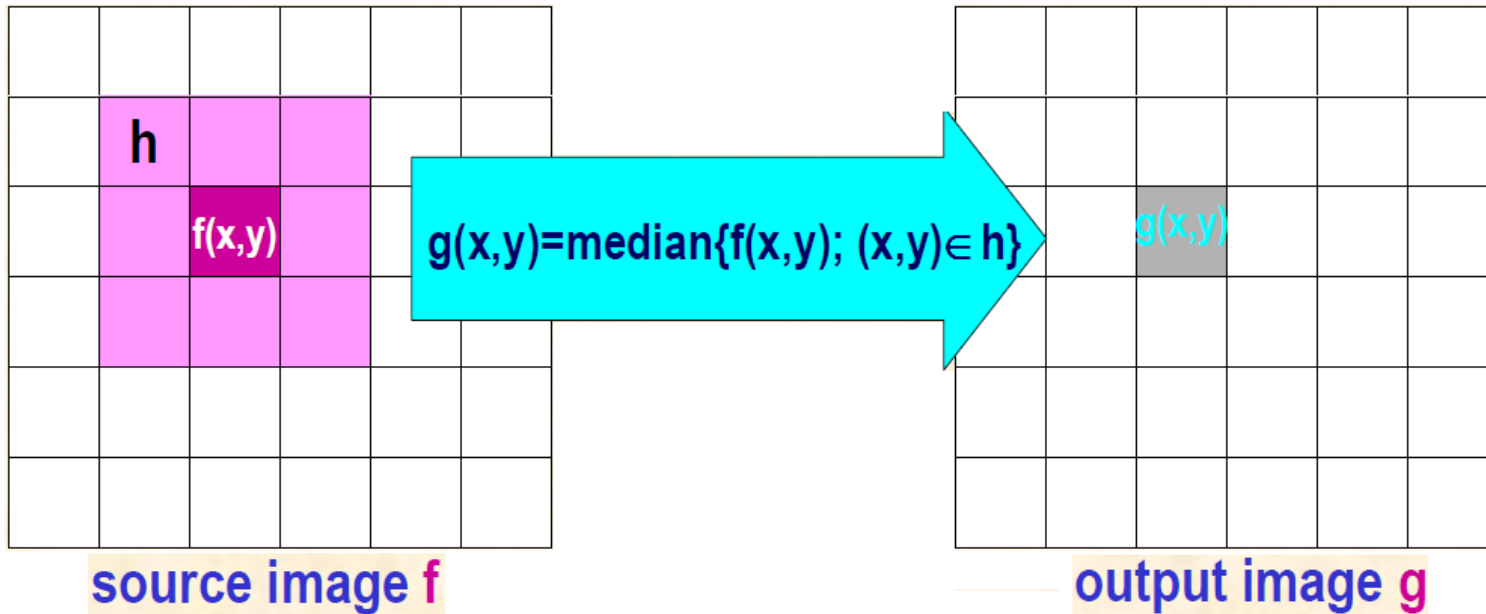 h
f(x,y)
g(x,y)=median{f(x,y); (x,y)∈ h}
g(x,y)
source image f
output image g